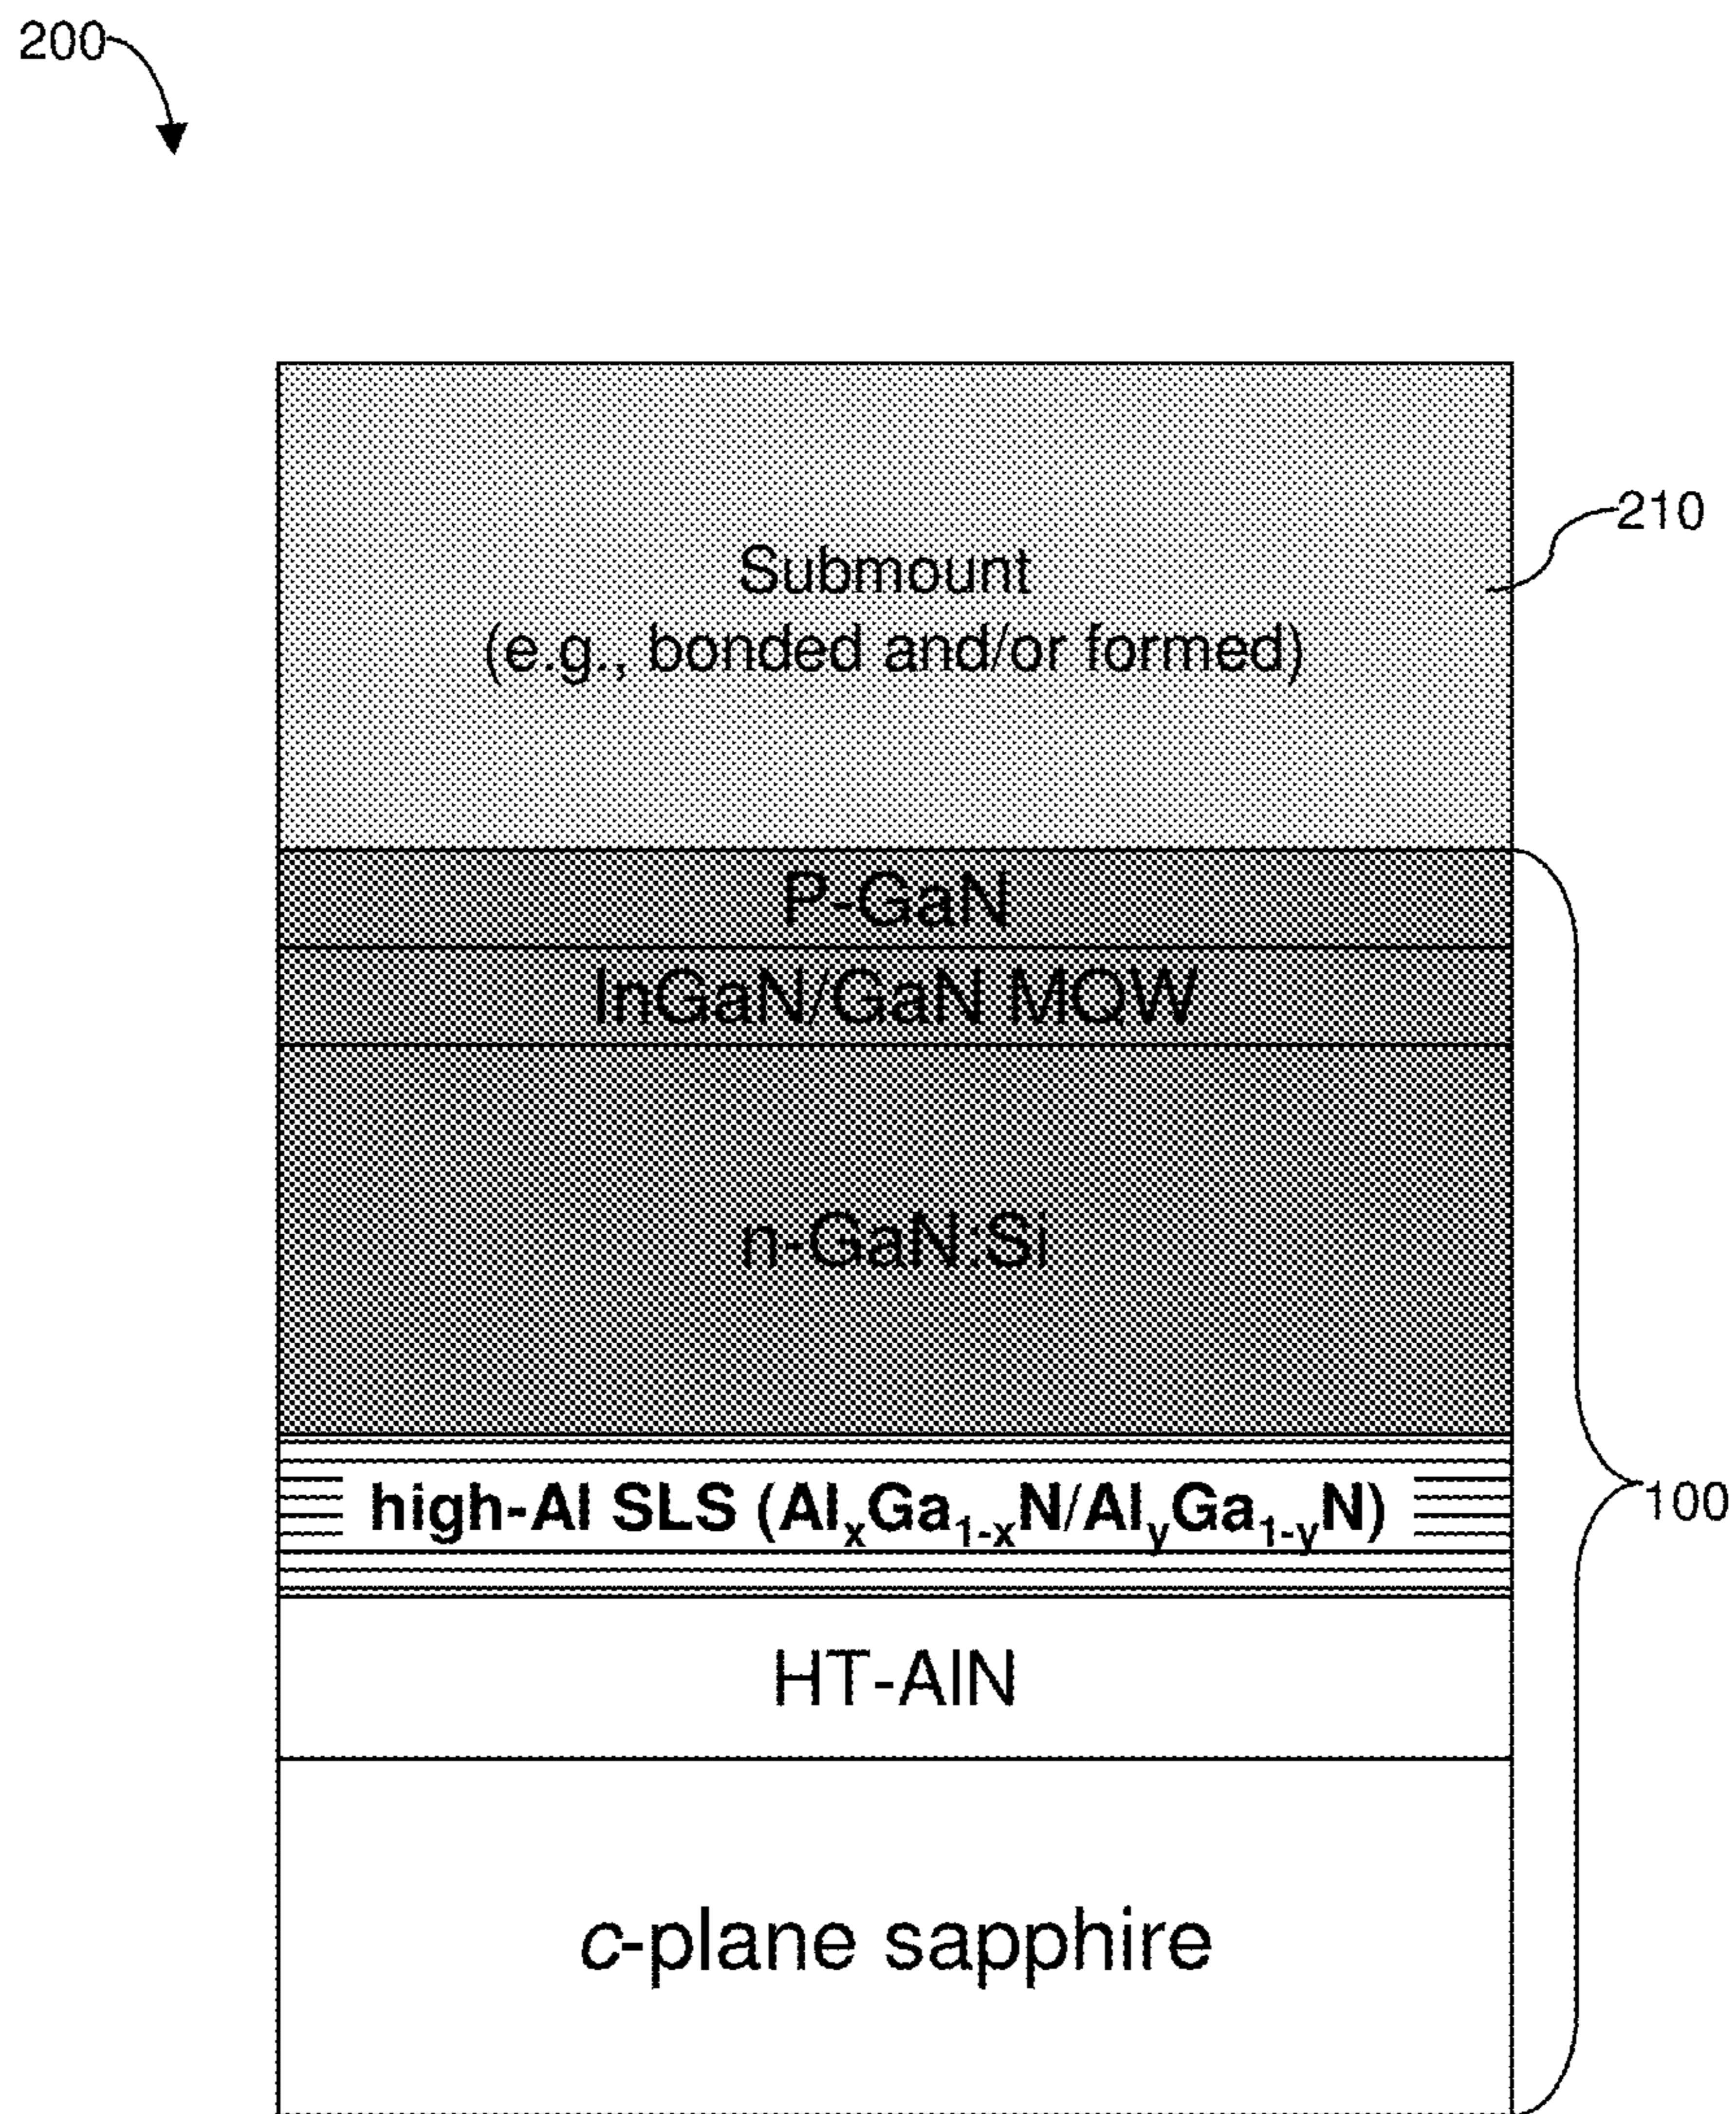 200
210
Submount
(e.g., bonded and/or formed)
P-GaN
InGaN/GaN MQW
n-GaN:Si
high-Al SLS (AlxGa1-xN/AlyGa1-yN)
100
HT-AlN
c-plane sapphire